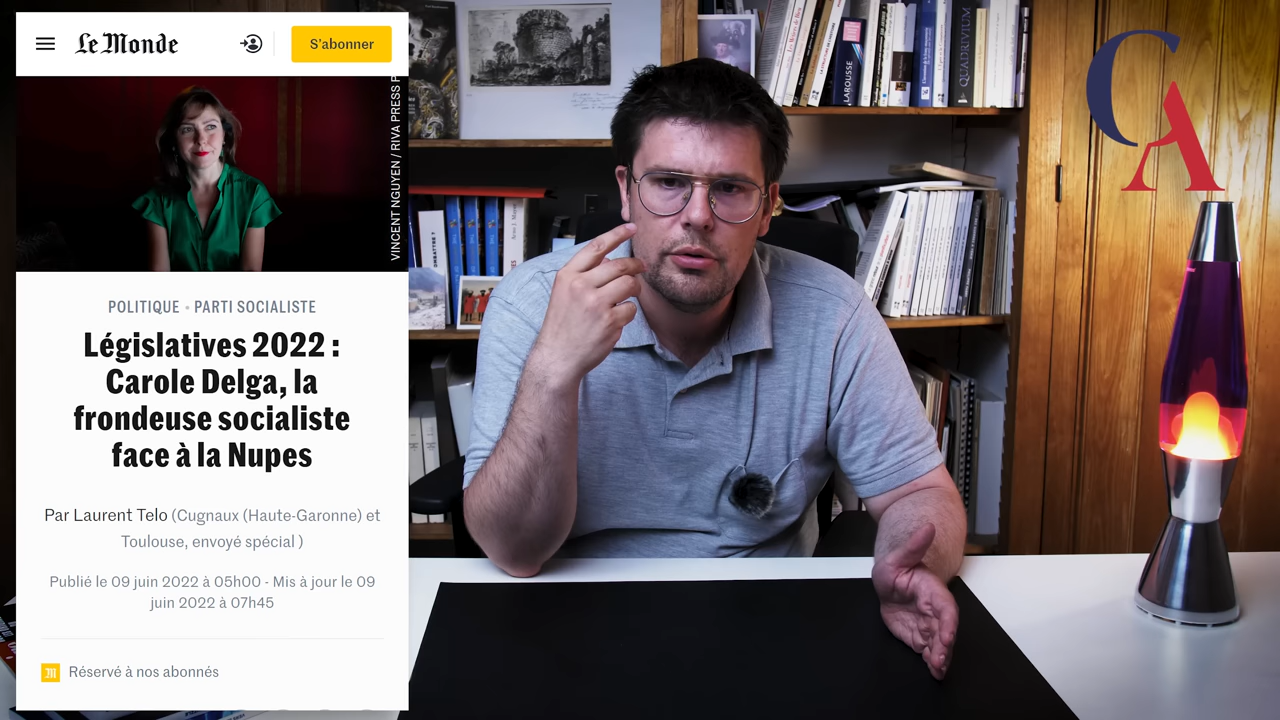 Le Monde
S'abonner
POLITIQUE • PARTI SOCIALISTE
Législatives 2022 :
Carole Delga, la
frondeuse socialiste
face à la Nupes
Par Laurent Telo (Cugnaux (Haute-Garonne) et
Toulouse, envoyé spécial )
Publié le 09 juin 2022 à 05h00 - Mis à jour le 09
juin 2022 à 07h45
Réservé à nos abonnés
VINCENT NGUYEN / RIVA PRESS
CA
LAROUSSE
QUADRIVIUM